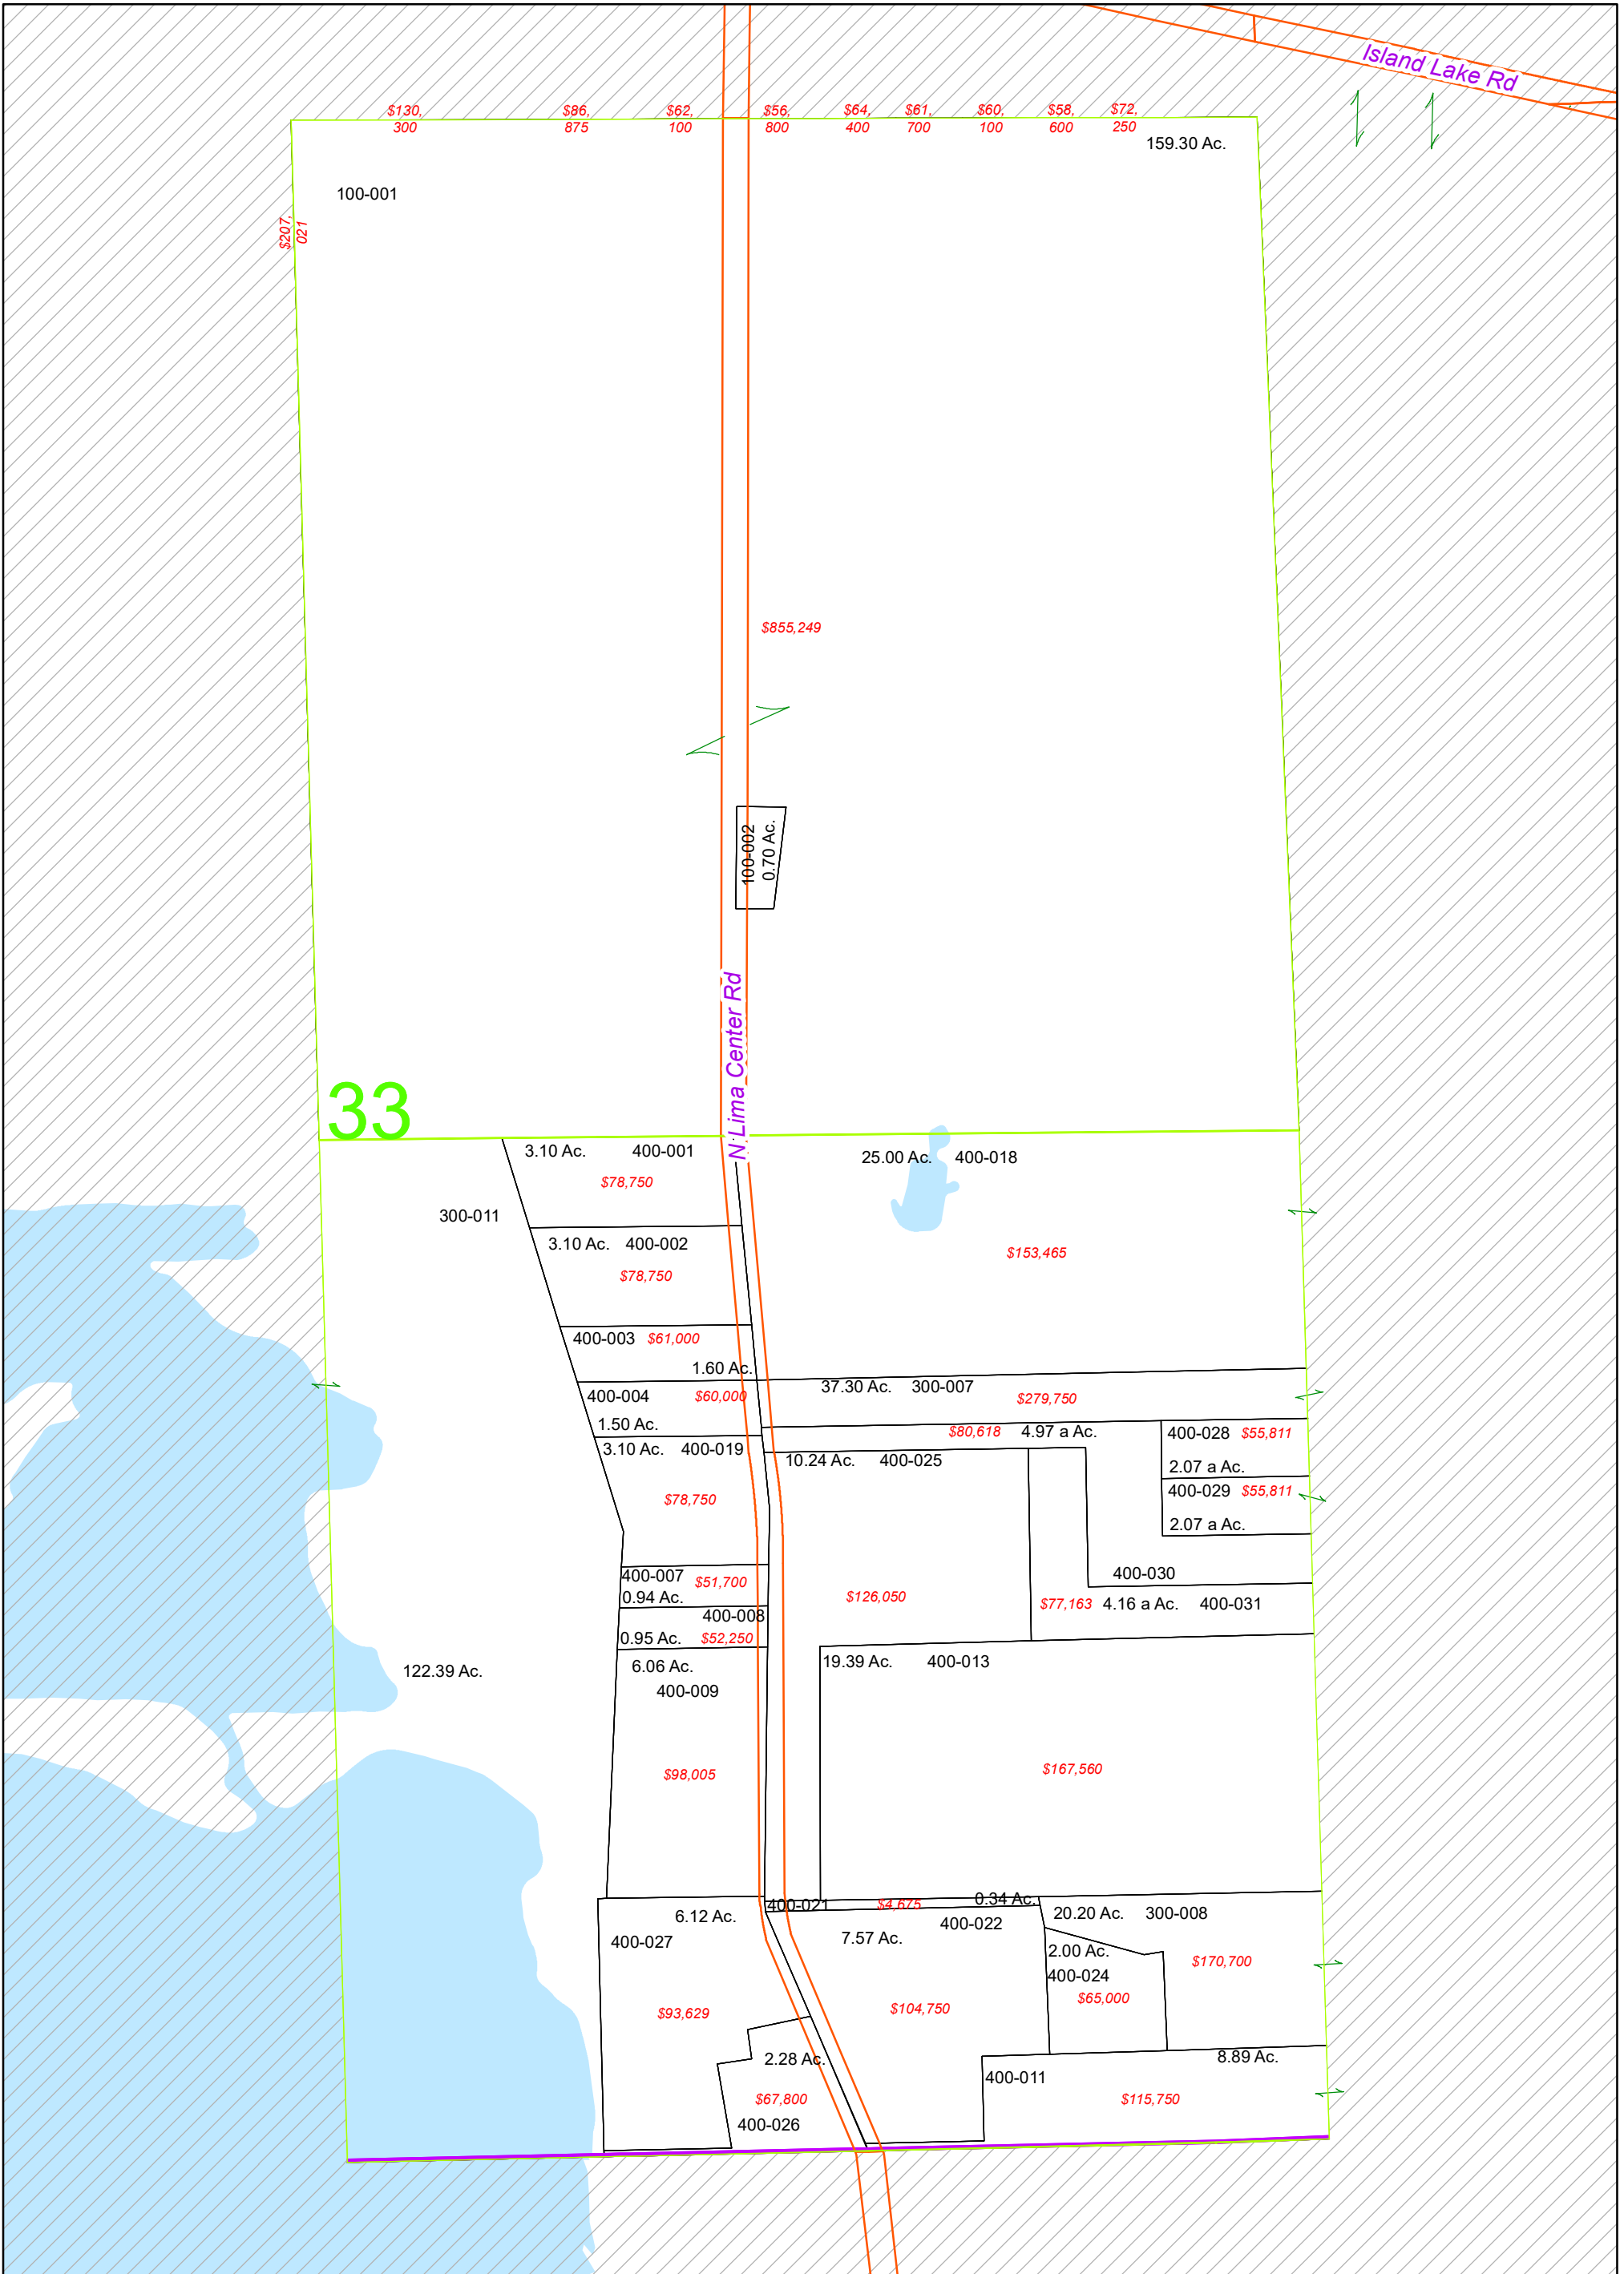 Island Lake Rd
$130,
300
$86,
875
$62,
100
$56,
800
$64,
400
$61,
700
$60,
100
$58,
600
$72,
250
159.30 Ac.
100-001
$207,
021
$855,249
100-002
0.70 Ac.
N Lima Center Rd
33
3.10 Ac. 400-001
$78,750
25.00 Ac. 400-018
300-011
3.10 Ac. 400-002
$78,750
$153,465
400-003 $61,000
1.60 Ac.
37.30 Ac. 300-007
$279,750
400-004 $60,000
1.50 Ac.
$80,618 4.97 a Ac.
400-028 $55,811
2.07 a Ac.
3.10 Ac. 400-019
10.24 Ac. 400-025
400-029 $55,811
2.07 a Ac.
$78,750
400-030
400-007 $51,700
0.94 Ac.
$126,050
$77,163 4.16 a Ac. 400-031
400-008
0.95 Ac. $52,250
6.06 Ac.
400-009
19.39 Ac. 400-013
122.39 Ac.
$98,005
$167,560
400-021 $4,675 0.34 Ac.
6.12 Ac.
400-027
400-022
7.57 Ac.
20.20 Ac. 300-008
2.00 Ac.
400-024
$65,000
$170,700
$93,629
$104,750
2.28 Ac.
$67,800
400-026
8.89 Ac.
400-011
$115,750